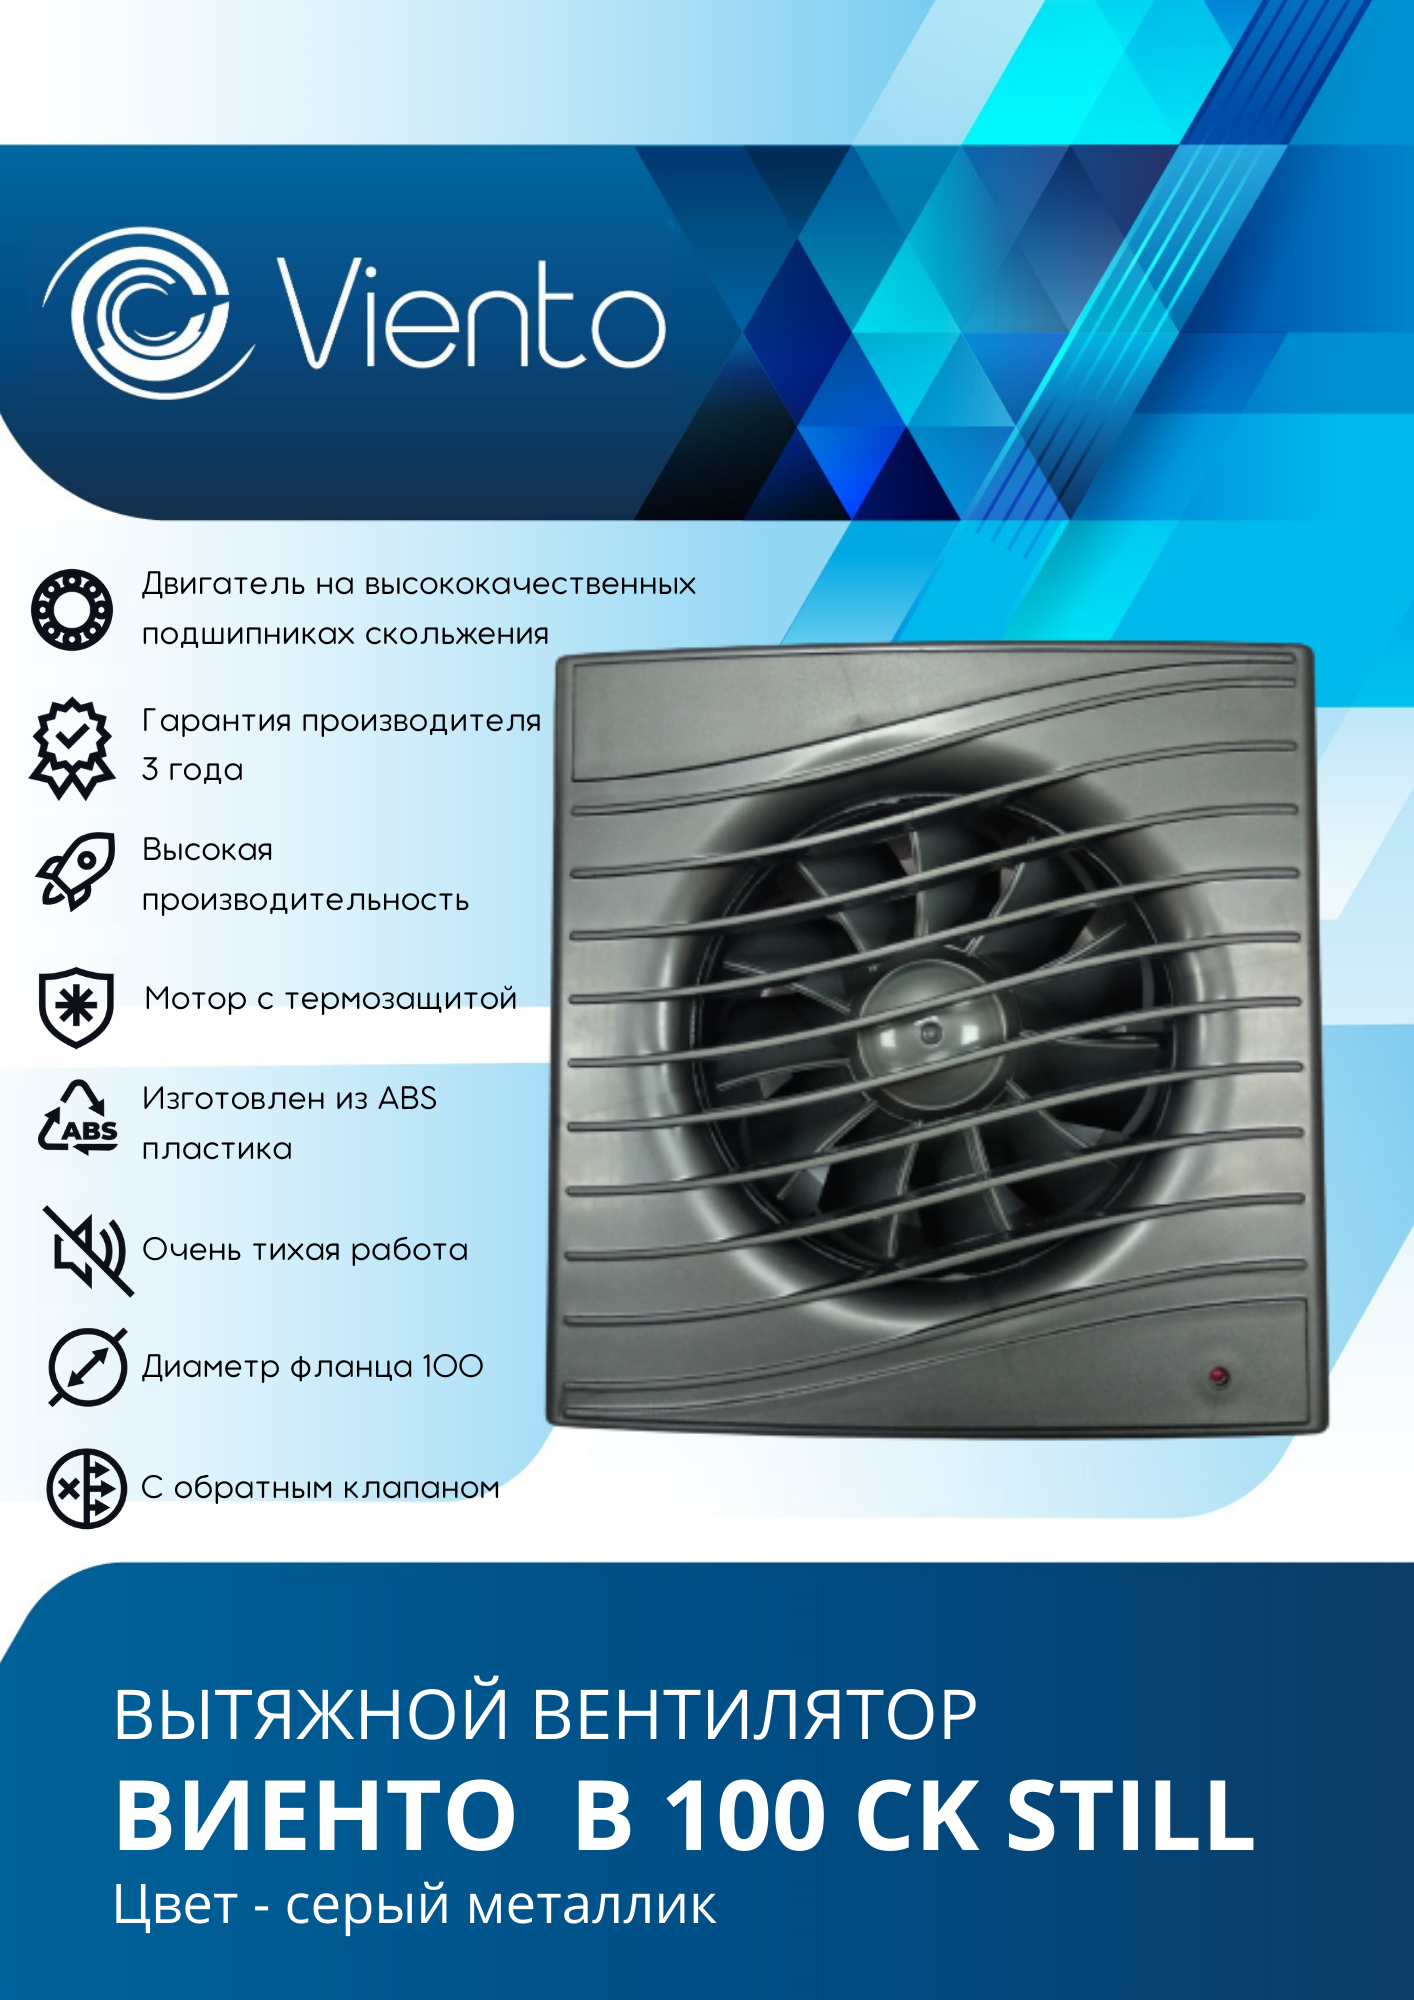 Viento
Двигатель на высококачественных
подшипниках скольжения
Гарантия производителя
3 года
Высокая
производительность
Мотор с термозащитой
Изготовлен из ABS
пластика
ABS
Очень тихая работа
Диаметр фланца 100
С обратным клапаном
ВЫТЯЖНОЙ ВЕНТИЛЯТОР
ВИЕНТО В 100 СК STILL
Цвет - серый металлик